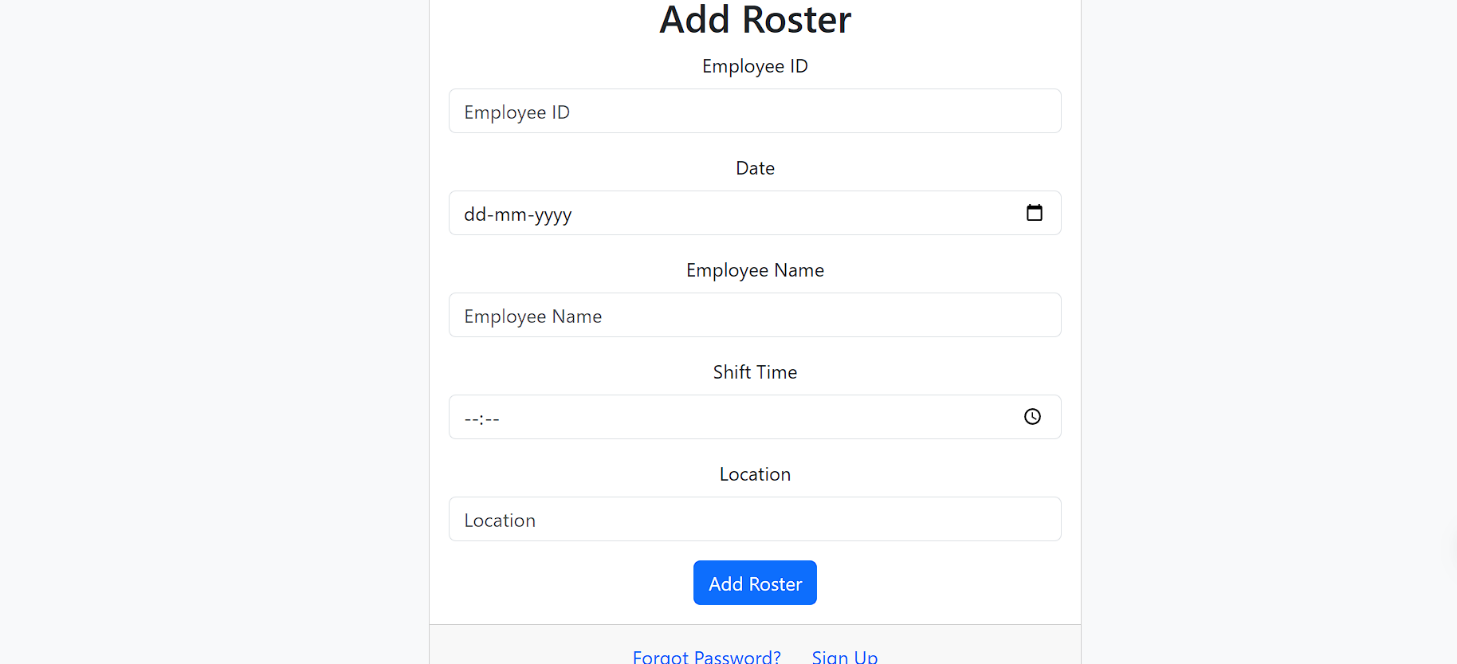 Add Roster
Employee ID
Employee ID
Date
dd-mm-yyyy
Employee Name
Employee Name
Shift Time
--:--
Location
Location
Add Roster
Forgot Password? Sign Up